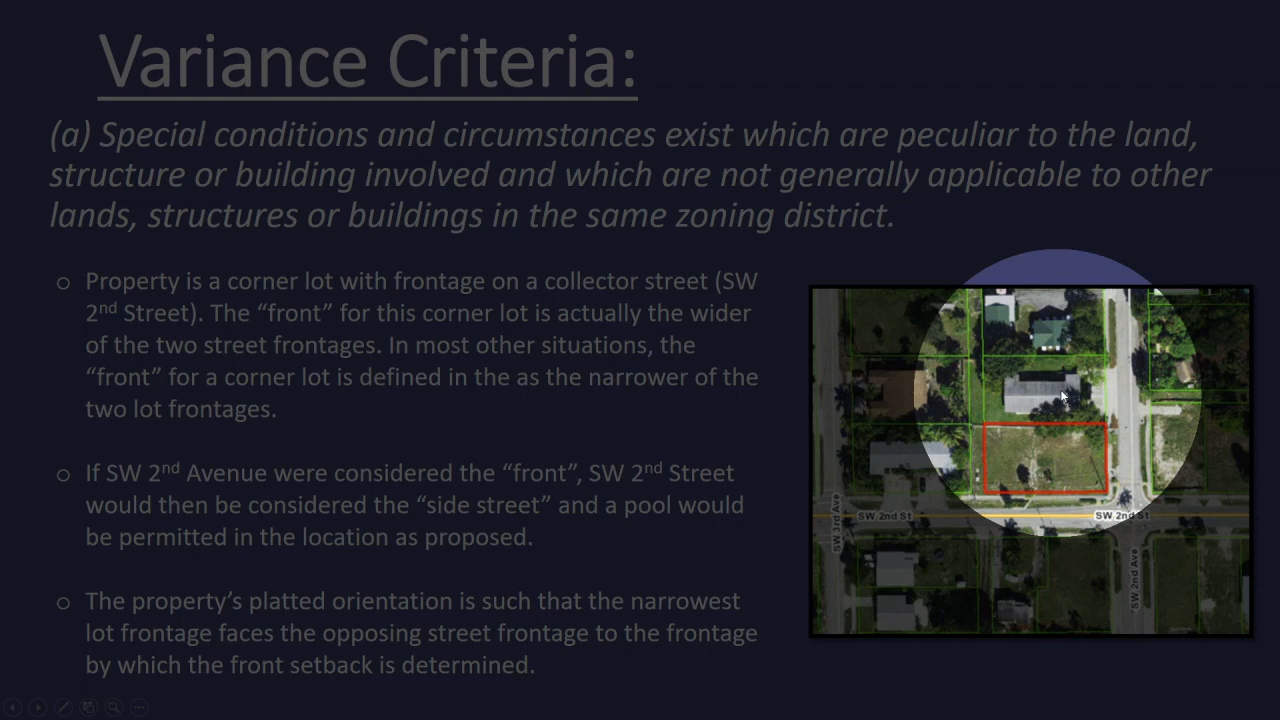 Variance Criteria:
(a) Special conditions and circumstances exist which are peculiar to the land,
structure or building involved and which are not generally applicable to other
lands, structures or buildings in the same zoning district.
o Property is a corner lot with frontage on a collector street (SW
2nd Street). The “front” for this corner lot is actually the wider
of the two street frontages. In most other situations, the
“front” for a corner lot is defined in the as the narrower of the
two lot frontages.
o If SW 2nd Avenue were considered the “front”, SW 2nd Street
would then be considered the “side street” and a pool would
be permitted in the location as proposed.
o The property’s platted orientation is such that the narrowest
lot frontage faces the opposing street frontage to the frontage
by which the front setback is determined.
SW 3rd Ave
SW 2nd St
SW 2nd St
SW 2nd Ave